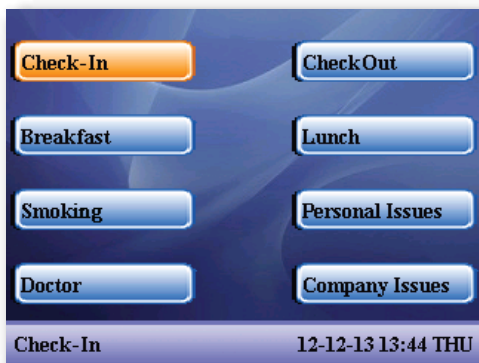 Check-In
CheckOut
Breakfast
Lunch
Smoking
Personal Issues
Doctor
Company Issues
Check-In 12-12-13 13:44 THU